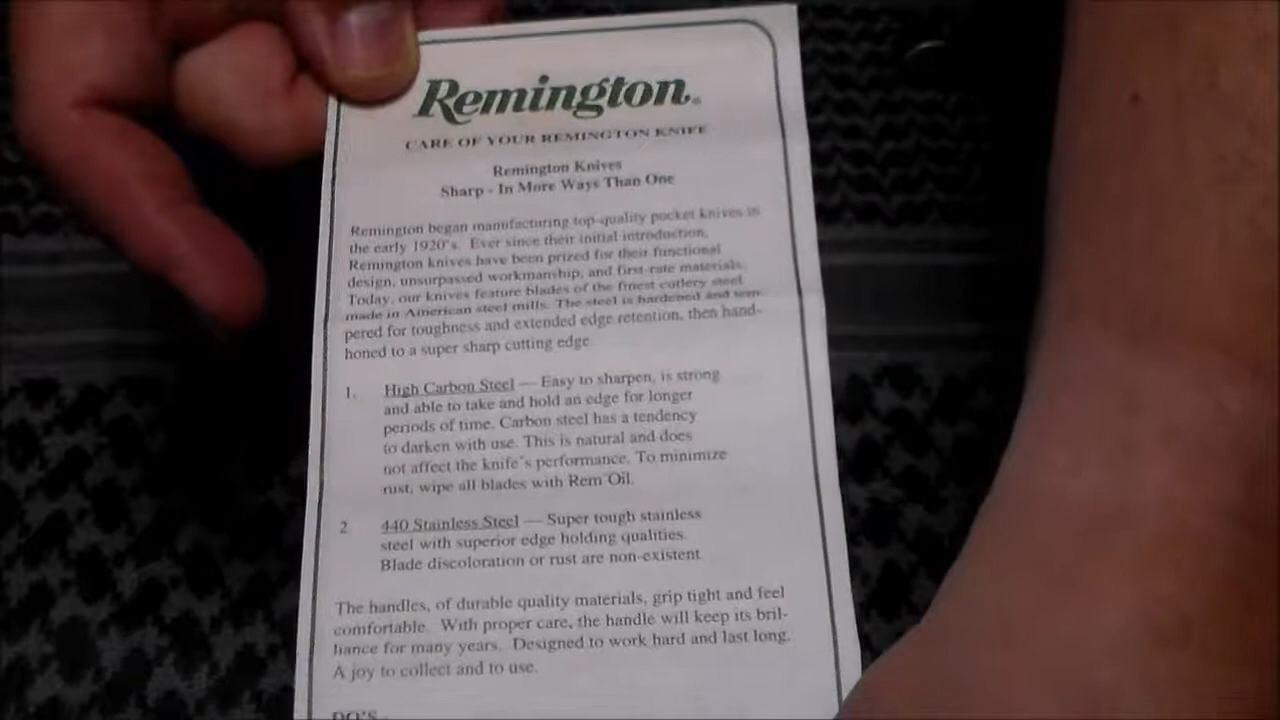 Remington®
CARE OF YOUR REMINGTON KNIFE
Remington Knives
Sharp - In More Ways Than One
Remington began manufacturing top-quality pocket knives in
the early 1920's. Ever since their initial introduction,
Remington knives have been prized for their functional
design, unsurpassed workmanship, and first-rate materials.
Today, our knives feature blades of the finest cutlery steel
made in American steel mills. The steel is hardened and tem-
pered for toughness and extended edge retention, then hand-
honed to a super sharp cutting edge
1. High Carbon Steel — Easy to sharpen, is strong
and able to take and hold an edge for longer
periods of time. Carbon steel has a tendency
to darken with use. This is natural and does
not affect the knife's performance. To minimize
rust, wipe all blades with Rem Oil.
2 440 Stainless Steel — Super tough stainless
steel with superior edge holding qualities.
Blade discoloration or rust are non-existent.
The handles, of durable quality materials, grip tight and feel
comfortable. With proper care, the handle will keep its bril-
liance for many years. Designed to work hard and last long.
A joy to collect and to use.
DO'S